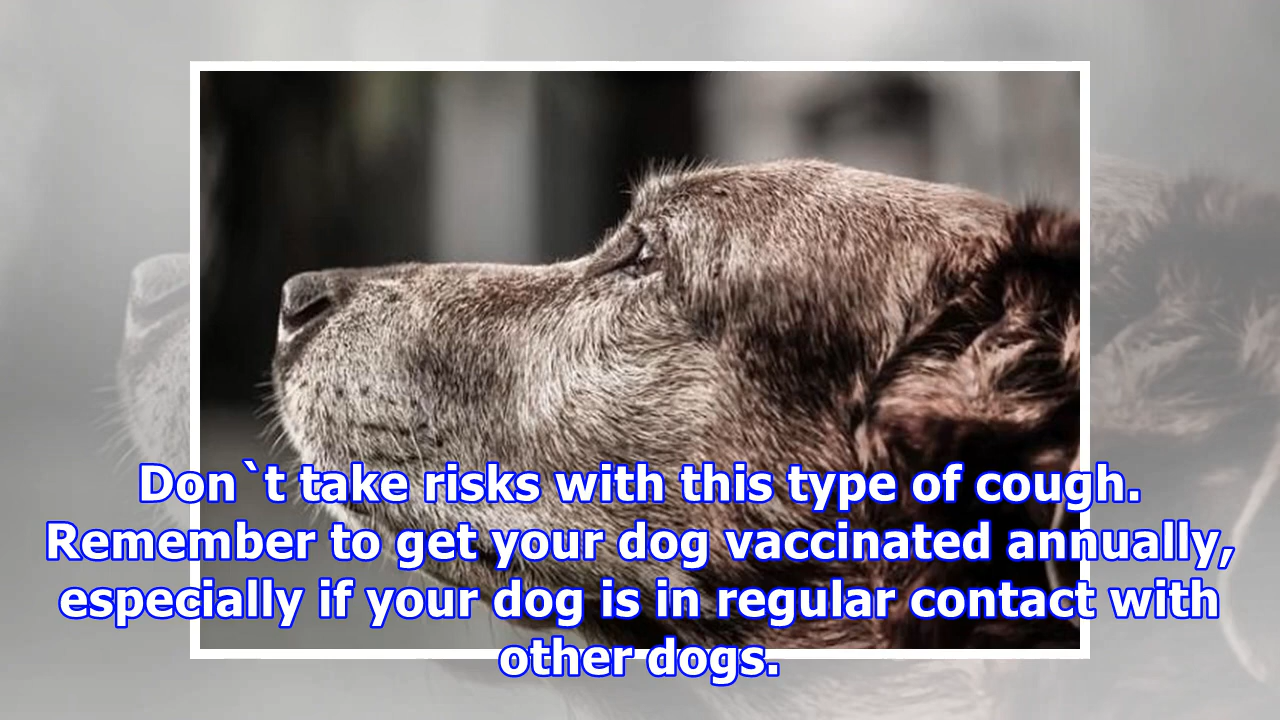 Don`t take risks with this type of cough.
Remember to get your dog vaccinated annually,
especially if your dog is in regular contact with
other dogs.